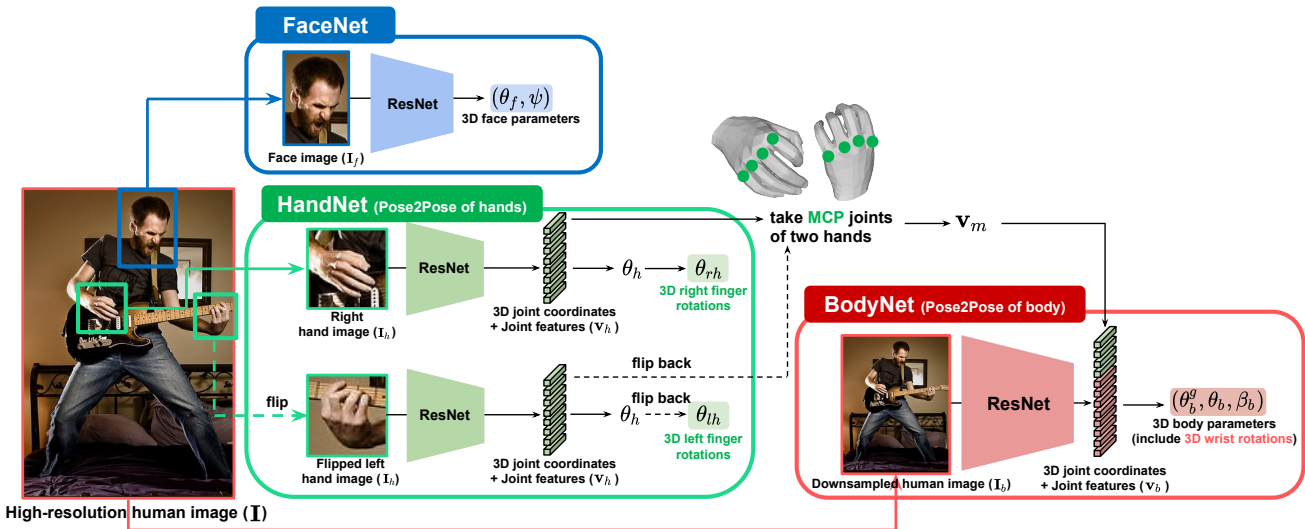 FaceNet
ResNet
(θ_f, ψ)
3D face parameters
Face image (I_f)
HandNet (Pose2Pose of hands)
ResNet
θ_h
θ_rh
3D right finger
rotations
Right
hand image (I_h)
3D joint coordinates
+ Joint features (v_h)
take MCP joints
of two hands
v_m
flip
ResNet
flip back
flip back
θ_h
θ_lh
3D left finger
rotations
Flipped left
hand image (I_h)
3D joint coordinates
+ Joint features (v_h)
BodyNet (Pose2Pose of body)
ResNet
(θ_b^g, θ_b, β_b)
3D body parameters
(include 3D wrist rotations)
Downsampled human image (I_b)
3D joint coordinates
+ Joint features (v_b)
High-resolution human image (I)